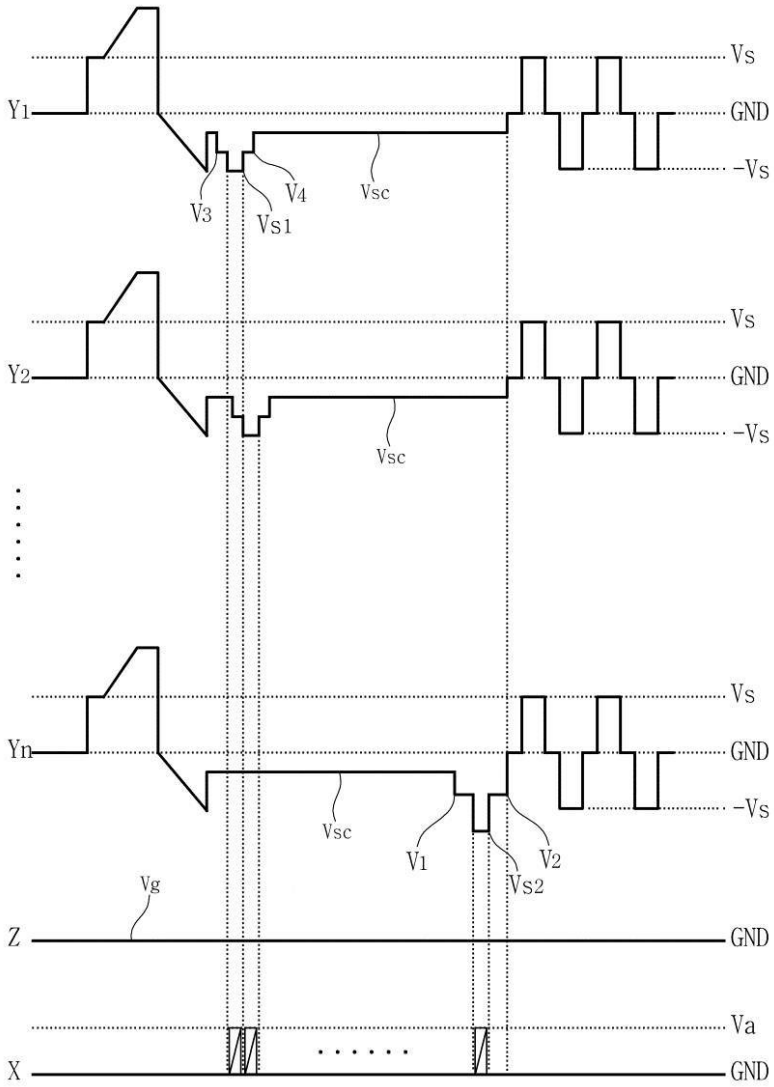 Vs
Y1
GND
-Vs
V3
V4
Vs1
Vsc
Vs
Y2
GND
-Vs
Vsc
Vs
Yn
GND
-Vs
Vsc
V1
V2
Vs2
Vg
Z
GND
Va
X
GND